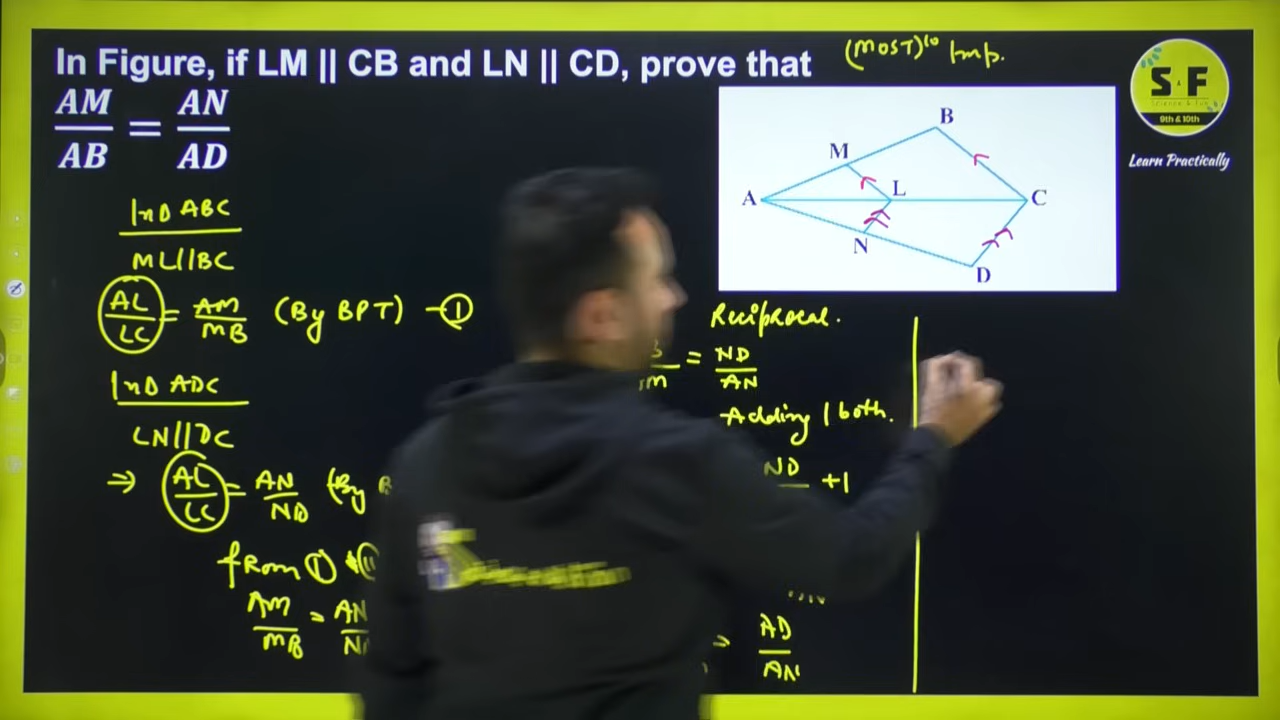 In Figure, if LM || CB and LN || CD, prove that
AM/AB = AN/AD
(MOST)¹⁰ Imp.
S F
9th & 10th
Learn Practically
B
M
A
L
C
N
D
In Δ ABC
ML||BC
AL/LC = AM/MB (By BPT) –①
In Δ ADC
LN||DC
⇒ AL/LC = AN/ND (By
from ① &
AM/MB = AN
Reciprocal.
= ND/AN
Adding 1 both.
ND +1
= AD/AN